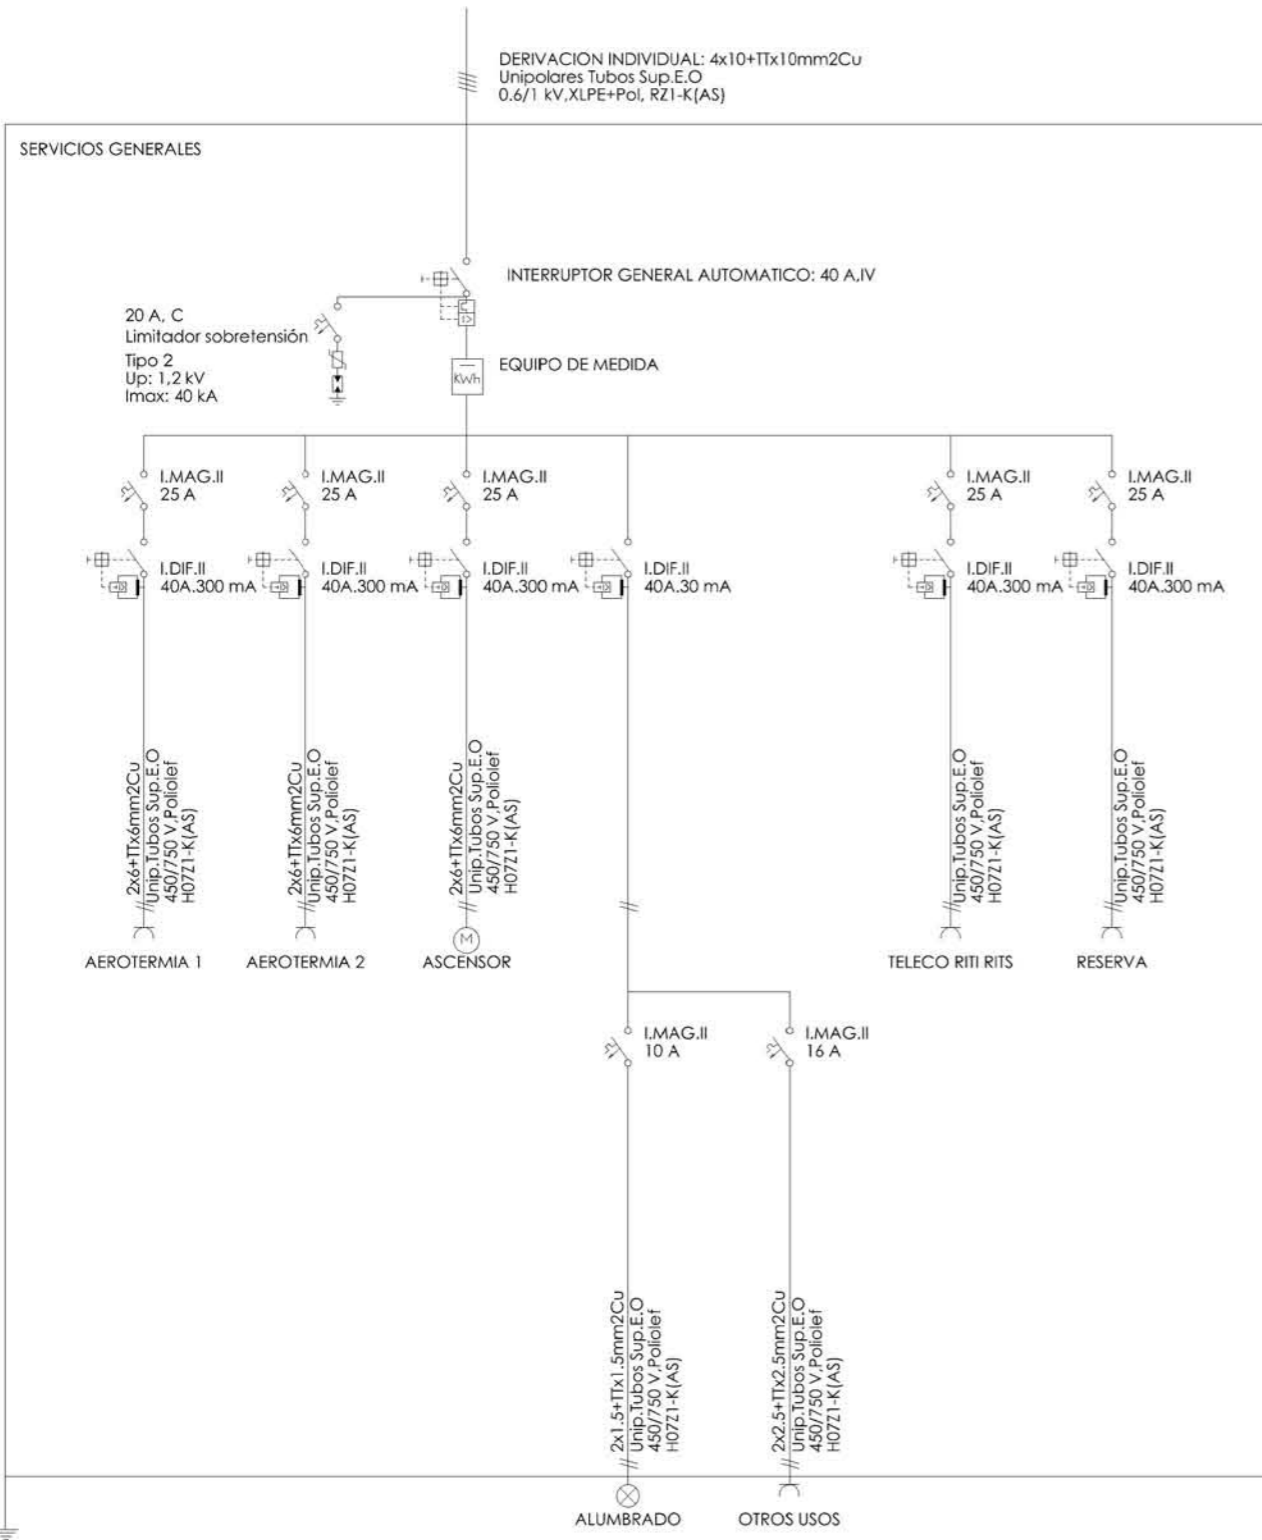 DERIVACION INDIVIDUAL: 4x10+TTx10mm2Cu
Unipolares Tubos Sup.E.O
0.6/1 kV,XLPE+Pol, RZ1-K(AS)
SERVICIOS GENERALES
INTERRUPTOR GENERAL AUTOMATICO: 40 A,IV
20 A, C
Limitador sobretensión
Tipo 2
Up: 1,2 kV
Imax: 40 kA
EQUIPO DE MEDIDA
KWh
I.MAG.II
25 A
I.MAG.II
25 A
I.MAG.II
25 A
I.MAG.II
25 A
I.MAG.II
25 A
I.DIF.II
40A.300 mA
I.DIF.II
40A.300 mA
I.DIF.II
40A.300 mA
I.DIF.II
40A.30 mA
I.DIF.II
40A.300 mA
I.DIF.II
40A.300 mA
2x6+TTx6mm2Cu
Unip.Tubos Sup.E.O
450/750 V,Poliolef
H07Z1-K(AS)
2x6+TTx6mm2Cu
Unip.Tubos Sup.E.O
450/750 V,Poliolef
H07Z1-K(AS)
2x6+TTx6mm2Cu
Unip.Tubos Sup.E.O
450/750 V,Poliolef
H07Z1-K(AS)
Unip.Tubos Sup.E.O
450/750 V,Poliolef
H07Z1-K(AS)
Unip.Tubos Sup.E.O
450/750 V,Poliolef
H07Z1-K(AS)
AEROTERMIA 1
AEROTERMIA 2
M
ASCENSOR
TELECO RITI RITS
RESERVA
I.MAG.II
10 A
I.MAG.II
16 A
2x1.5+TTx1.5mm2Cu
Unip.Tubos Sup.E.O
450/750 V,Poliolef
H07Z1-K(AS)
2x2.5+TTx2.5mm2Cu
Unip.Tubos Sup.E.O
450/750 V,Poliolef
H07Z1-K(AS)
ALUMBRADO
OTROS USOS